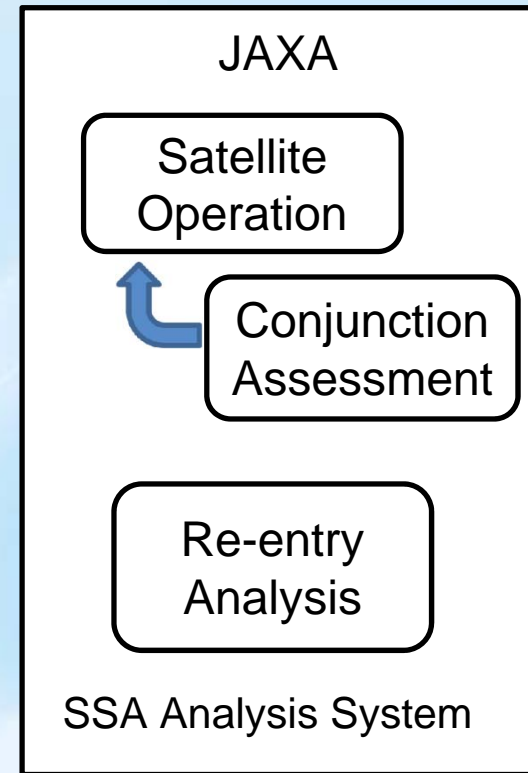 JAXA
Satellite
Operation
Conjunction
Assessment
Re-entry
Analysis
SSA Analysis System